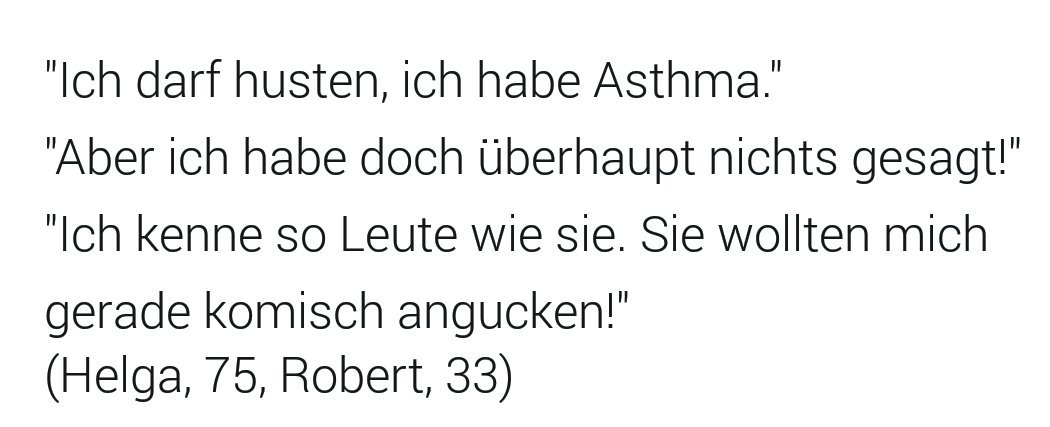 "Ich darf husten, ich habe Asthma."
"Aber ich habe doch überhaupt nichts gesagt!"
"Ich kenne so Leute wie sie. Sie wollten mich
gerade komisch angucken!"
(Helga, 75, Robert, 33)